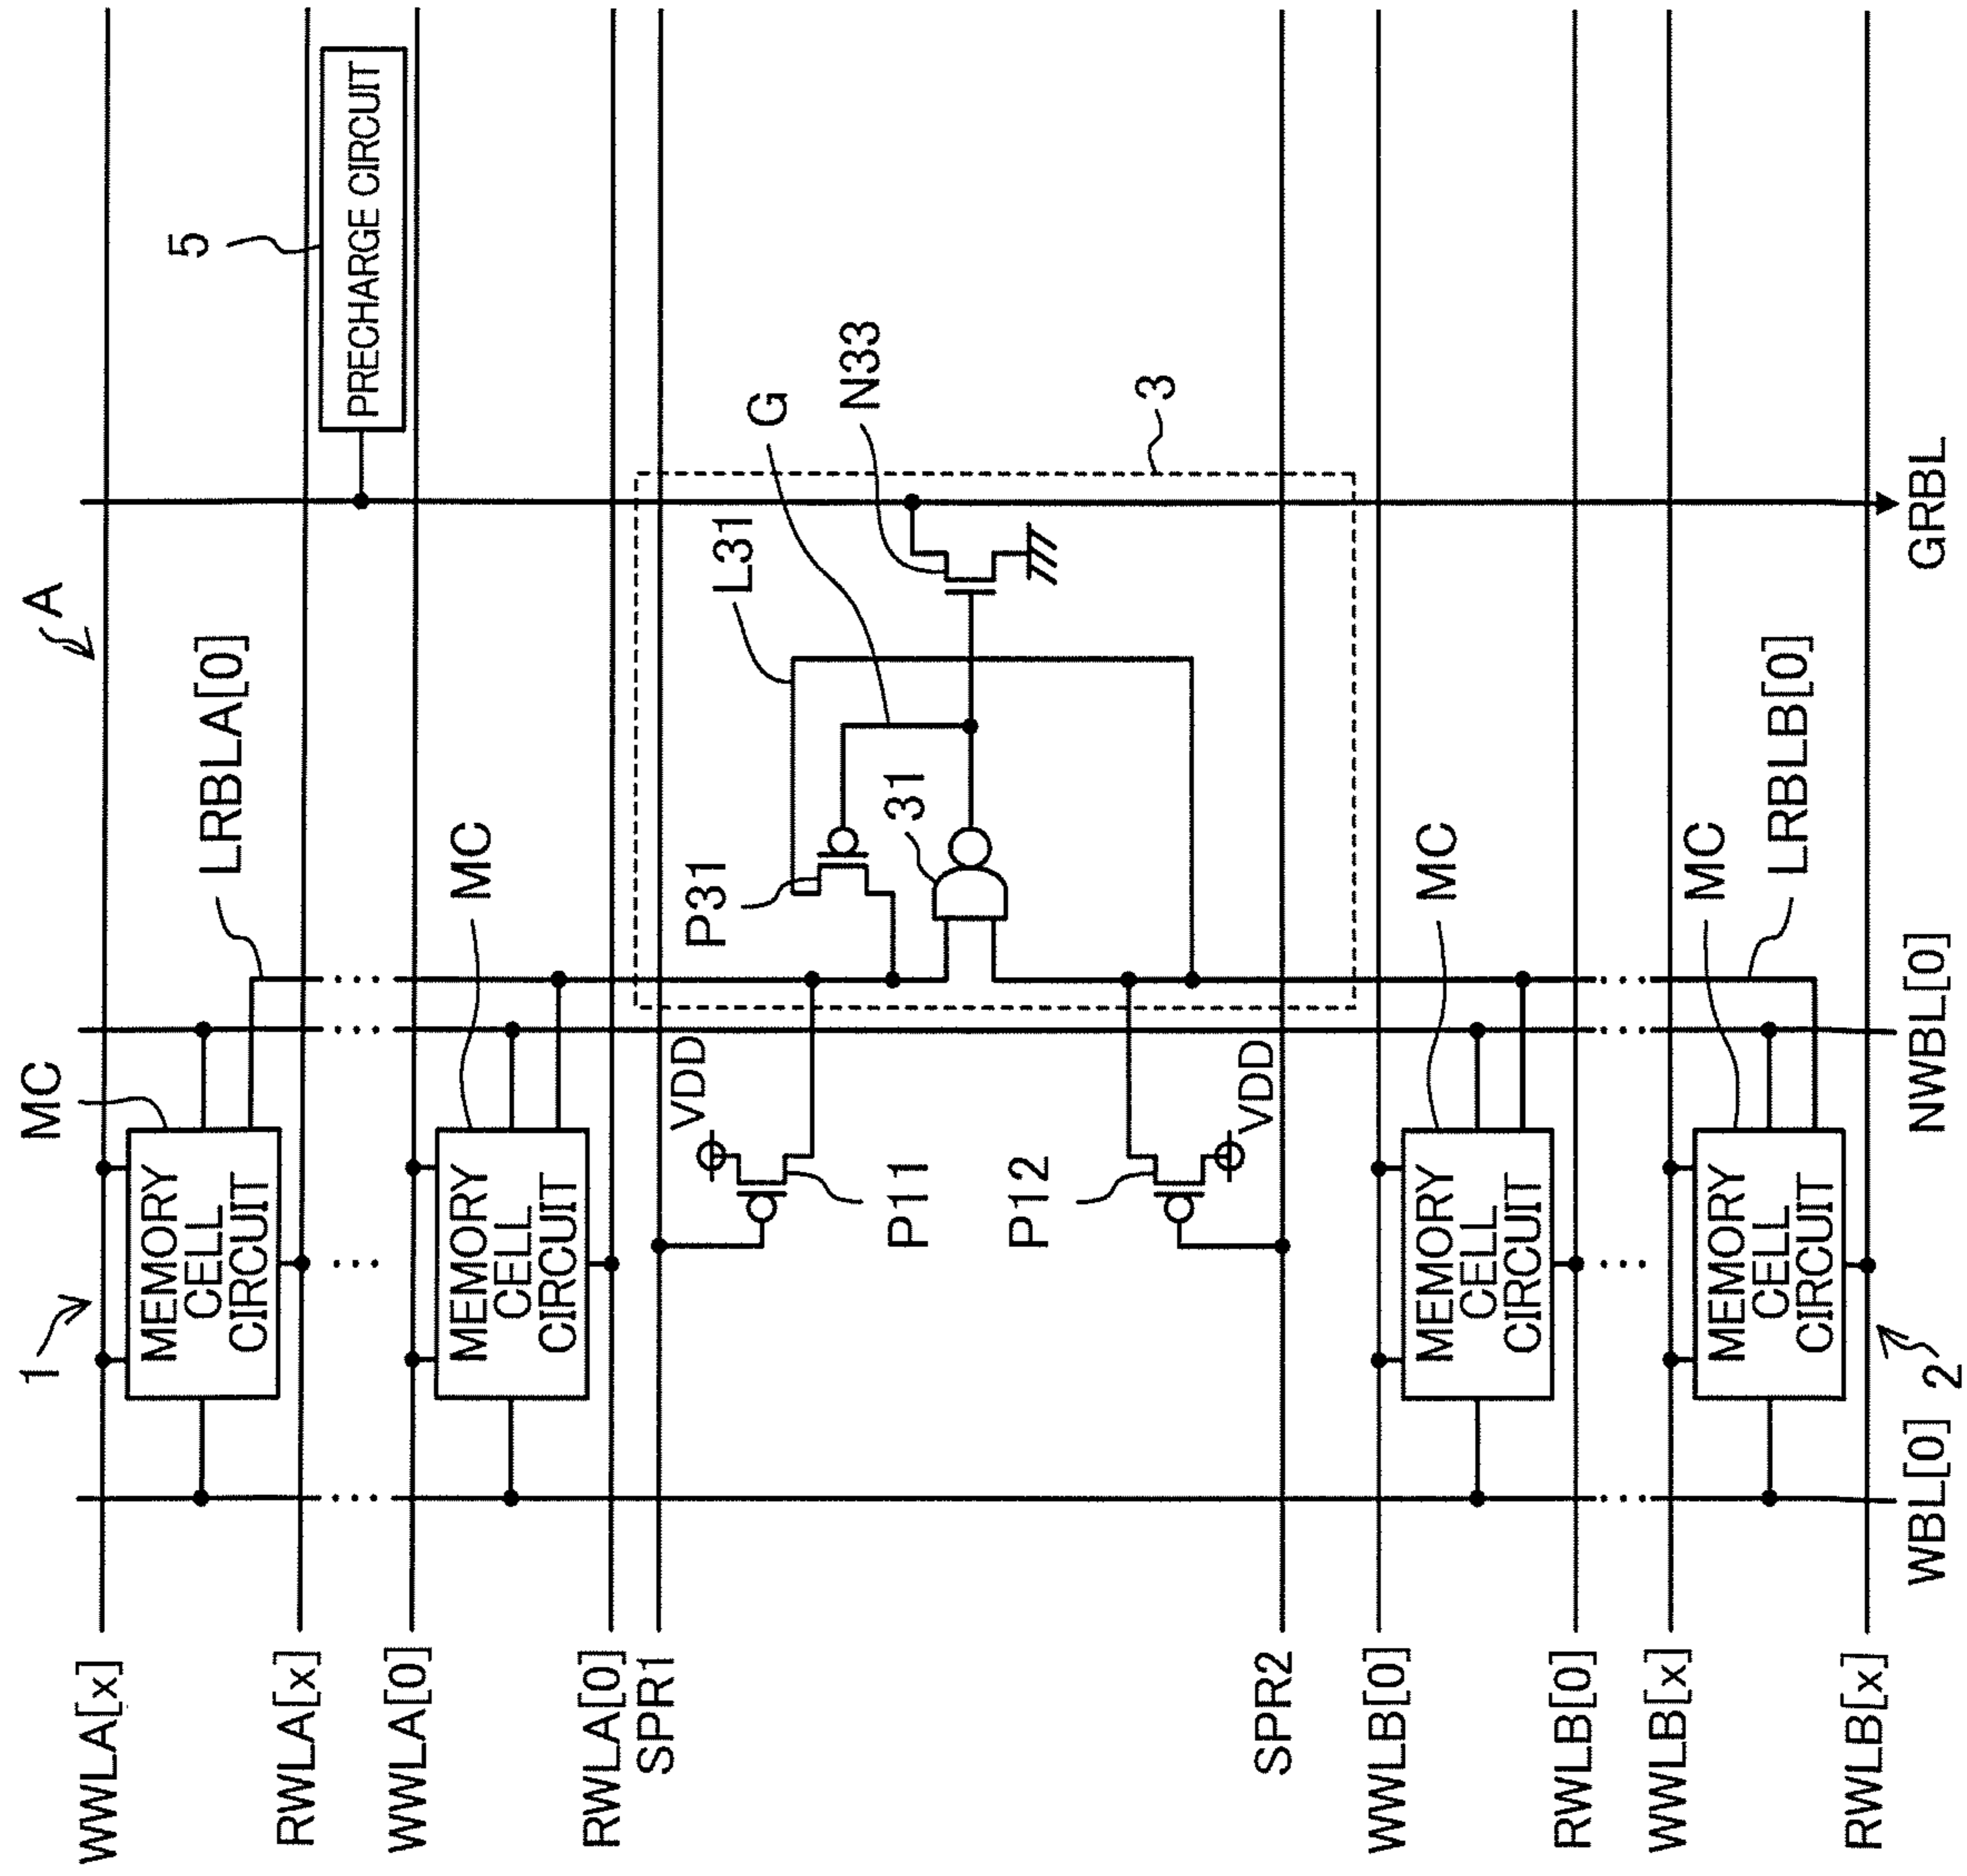 WWLA[x]
RWLA[x]
WWLA[0]
RWLA[0]
SPR1
SPR2
WWLB[0]
RWLB[0]
WWLB[x]
RWLB[x]
1
MC
A
MEMORY
CELL
CIRCUIT
LRBLA[0]
5
PRECHARGE CIRCUIT
MEMORY
CELL
CIRCUIT
MC
VDD
P11
P31
L31
G
N33
31
3
P12
VDD
MEMORY
CELL
CIRCUIT
MC
MEMORY
CELL
CIRCUIT
MC
LRBLB[0]
2
WBL[0]
NWBL[0]
GRBL